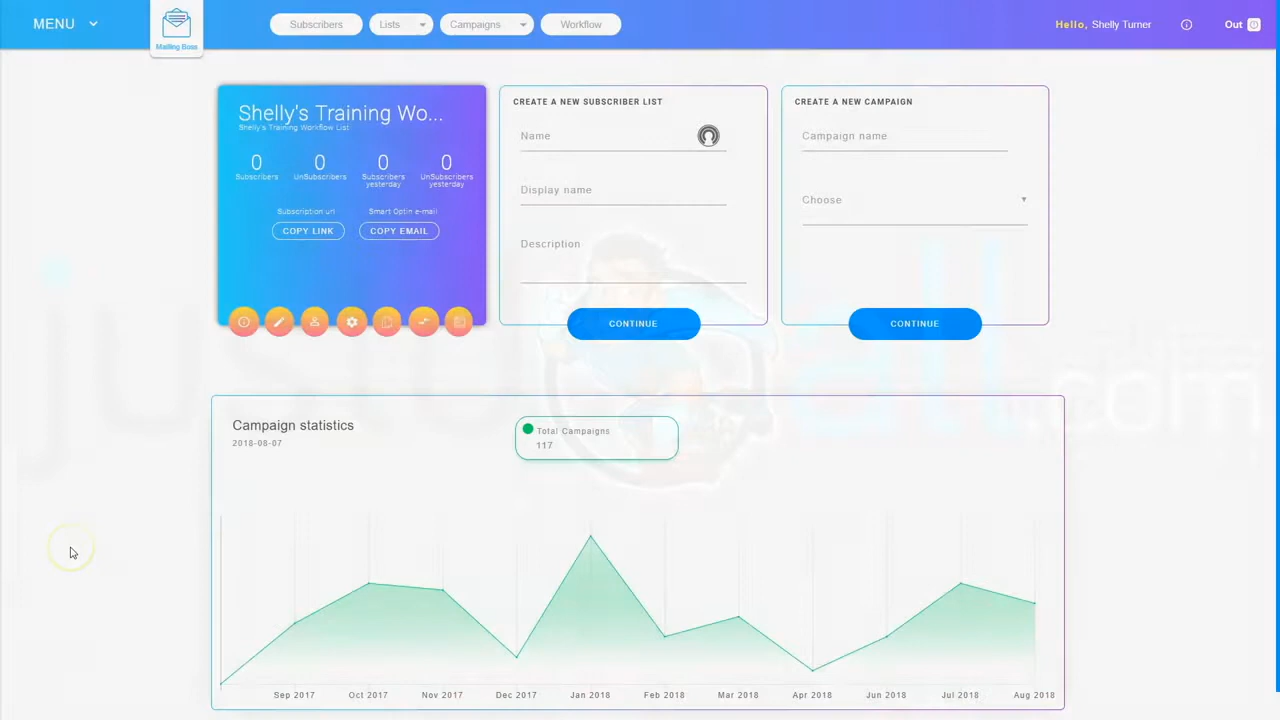 MENU
Mailing Boss
Subscribers
Lists
Campaigns
Workflow
Hello, Shelly Turner
Out
Shelly's Training Wo...
Shelly's Training Workflow List
0 0 0 0
Subscribers UnSubscribers Subscribers yesterday UnSubscribers yesterday
Subscription url Smart Optin e-mail
COPY LINK COPY EMAIL
CREATE A NEW SUBSCRIBER LIST
Name
Display name
Description
CONTINUE
CREATE A NEW CAMPAIGN
Campaign name
Choose
CONTINUE
Campaign statistics
2018-08-07
Total Campaigns
117
Sep 2017 Oct 2017 Nov 2017 Dec 2017 Jan 2018 Feb 2018 Mar 2018 Apr 2018 Jun 2018 Jul 2018 Aug 2018